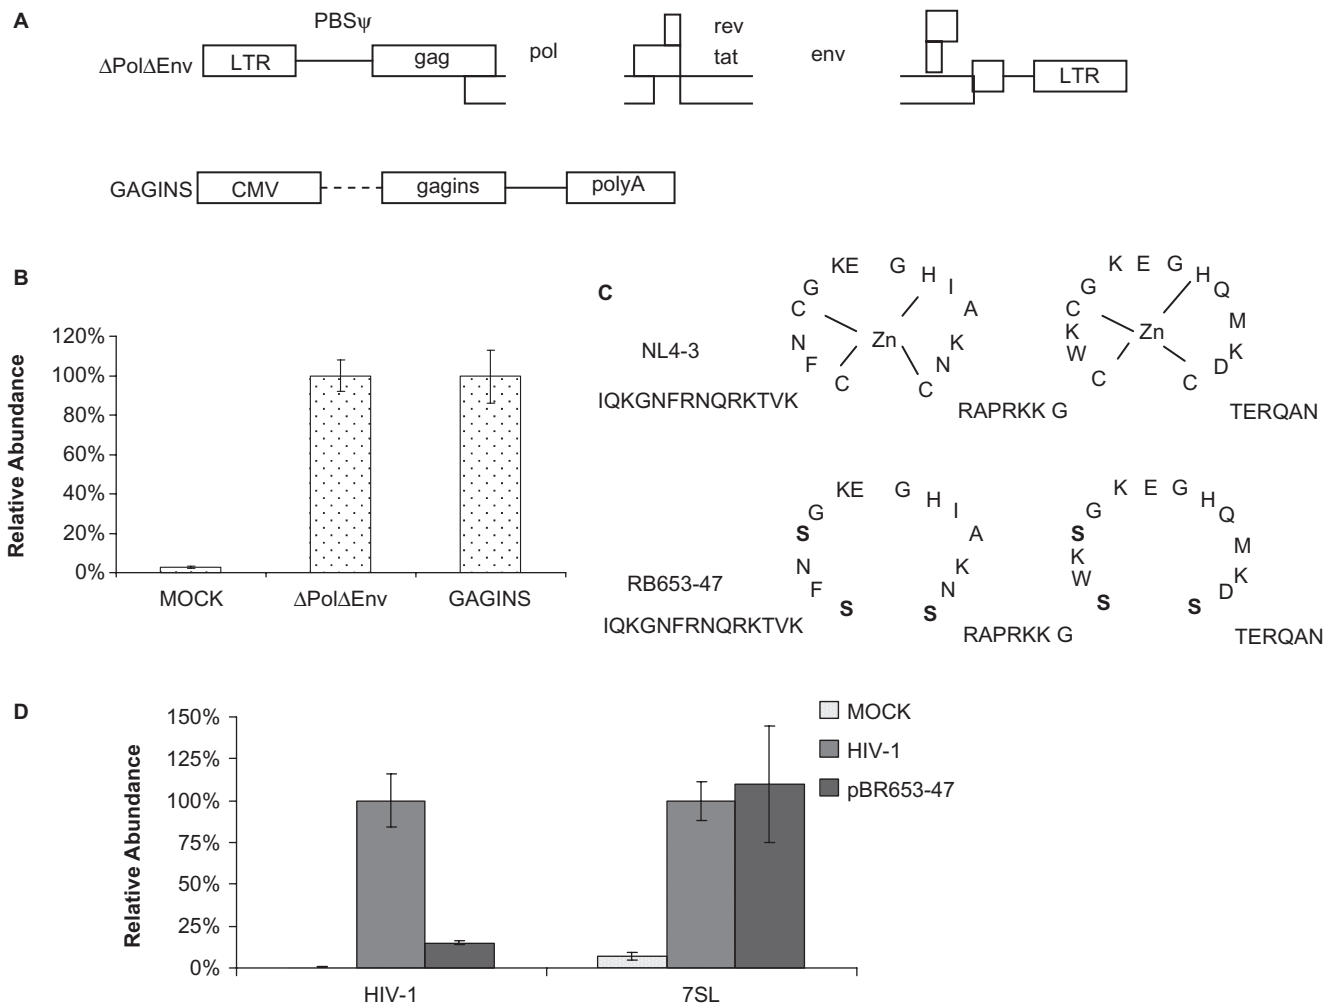 A
PBSψ
rev
tat
pol
env
ΔPolΔEnv
LTR
gag
LTR
GAGINS
CMV
gagins
polyA
B
Relative Abundance
120%
100%
80%
60%
40%
20%
0%
MOCK
ΔPolΔEnv
GAGINS
C
NL4-3
IQKGNFRNQRKTVK
C
F
N
C
G
KE
G
H
I
A
K
N
C
Zn
RAPRKK G
C
W
K
C
G
K E G
H
Q
M
K
D
C
Zn
TERQAN
RB653-47
IQKGNFRNQRKTVK
S
F
N
S
G
KE
G
H
I
A
K
N
S
RAPRKK G
S
W
K
S
G
K E G
H
Q
M
K
D
S
TERQAN
D
Relative Abundance
150%
125%
100%
75%
50%
25%
0%
HIV-1
7SL
MOCK
HIV-1
pBR653-47